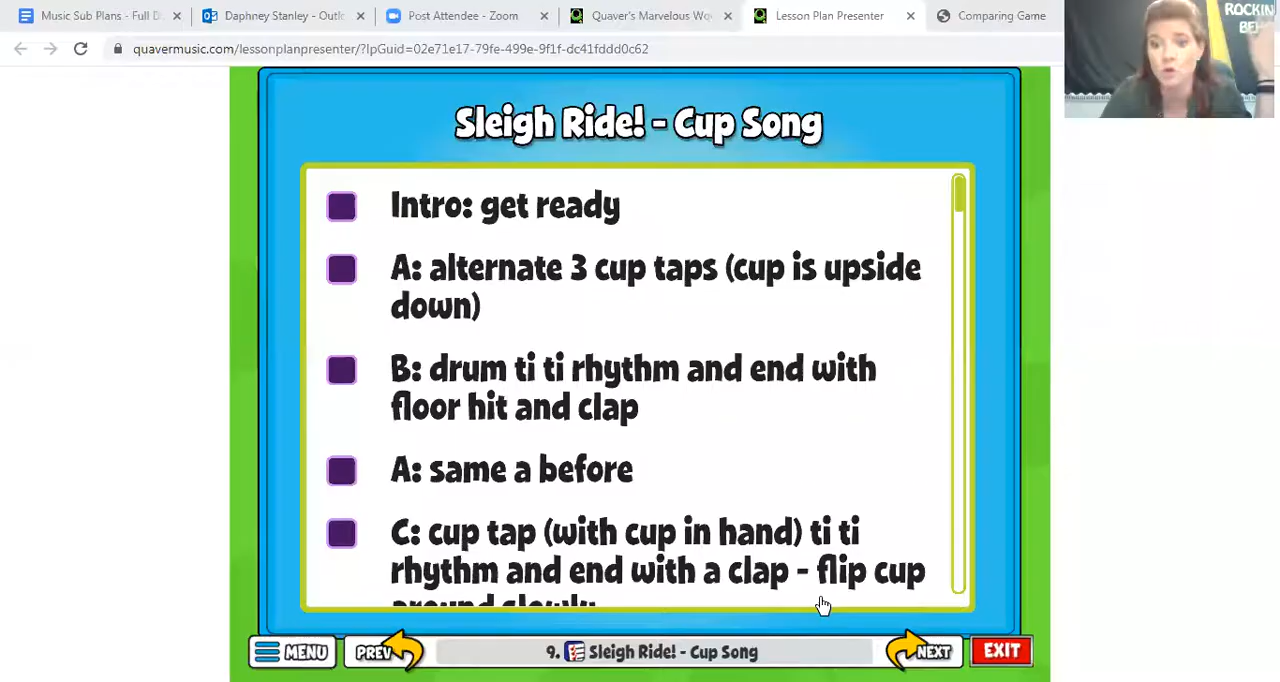 Music Sub Plans - Full D
Daphney Stanley - Outl
Post Attendee - Zoom
Quaver's Marvelous Wo
Lesson Plan Presenter
Comparing Game
quavermusic.com/lessonplanpresenter/?lpGuid=02e71e17-79fe-499e-9f1f-dc41fddd0c62
ROCKIN
BE
Sleigh Ride! - Cup Song
Intro: get ready
A: alternate 3 cup taps (cup is upside
down)
B: drum ti ti rhythm and end with
floor hit and clap
A: same a before
C: cup tap (with cup in hand) ti ti
rhythm and end with a clap - flip cup
around slowly
MENU
PREV
9. Sleigh Ride! - Cup Song
NEXT
EXIT